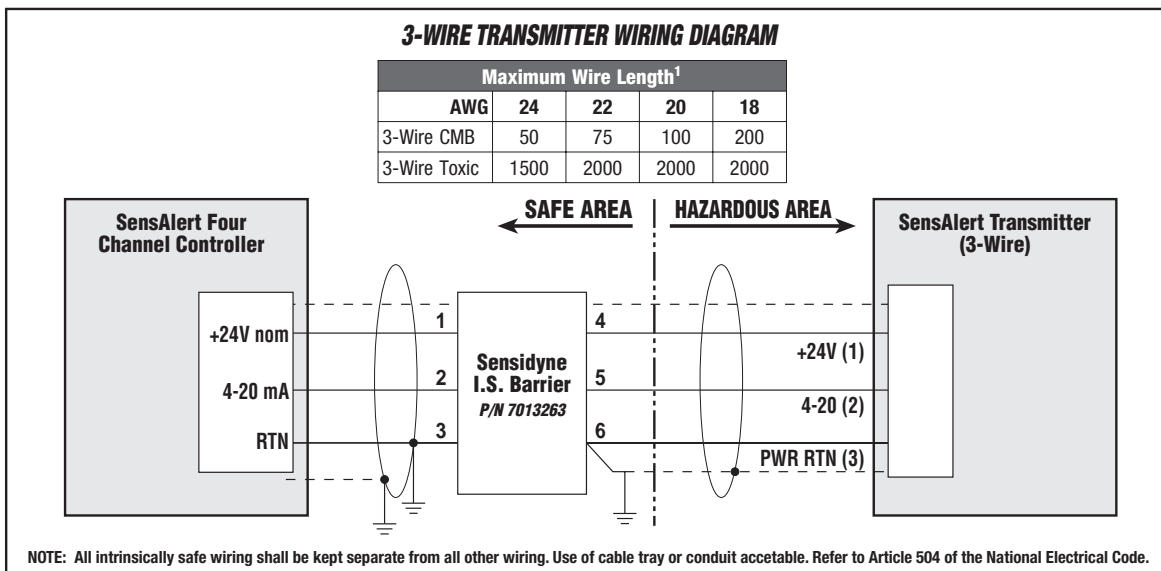 3-WIRE TRANSMITTER WIRING DIAGRAM
Maximum Wire Length1
AWG 24 22 20 18
3-Wire CMB 50 75 100 200
3-Wire Toxic 1500 2000 2000 2000
SAFE AREA HAZARDOUS AREA
SensAlert Four
Channel Controller
SensAlert Transmitter
(3-Wire)
+24V nom
4-20 mA
RTN
1
2
3
Sensidyne
I.S. Barrier
P/N 7013263
4
5
6
+24V (1)
4-20 (2)
PWR RTN (3)
NOTE: All intrinsically safe wiring shall be kept separate from all other wiring. Use of cable tray or conduit accetable. Refer to Article 504 of the National Electrical Code.